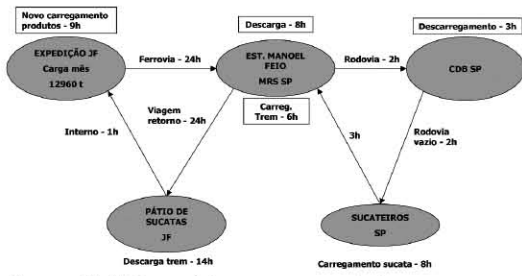 Novo carregamento
produtos - 9h
EXPEDIÇÃO JF
Carga mês
12960 t
Ferrovia - 24h
Descarga - 8h
EST. MANOEL
FEIO
MRS SP
Carreg.
Trem - 6h
Rodovia - 2h
Descarregamento - 3h
CDB SP
Viagem
retorno - 24h
Interno - 1h
3h
Rodovia
vazio - 2h
PÁTIO DE
SUCATAS
JF
Descarga trem - 14h
SUCATEIROS
SP
Carregamento sucata - 8h